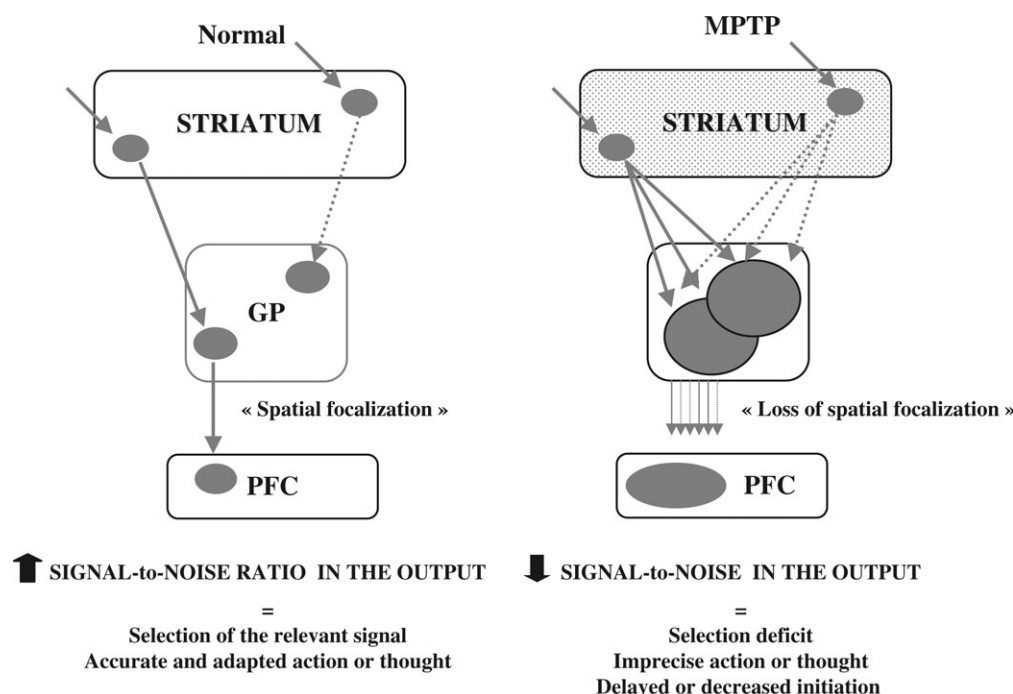 Normal
STRIATUM
GP
« Spatial focalization »
PFC
SIGNAL-to-NOISE RATIO IN THE OUTPUT
=
Selection of the relevant signal
Accurate and adapted action or thought
MPTP
STRIATUM
« Loss of spatial focalization »
PFC
SIGNAL-to-NOISE IN THE OUTPUT
=
Selection deficit
Imprecise action or thought
Delayed or decreased initiation